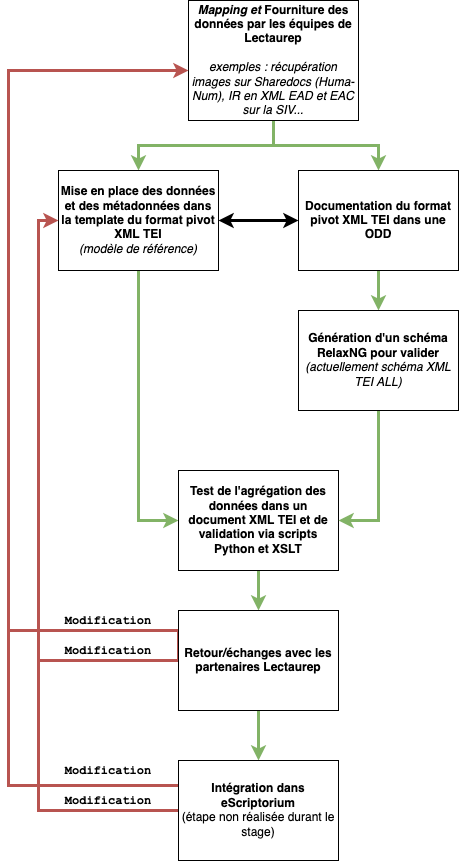 Mapping et Fourniture des
données par les équipes de
Lectaurep
exemples : récupération
images sur Sharedocs (Huma-
Num), IR en XML EAD et EAC
sur la SIV...
Mise en place des données
et des métadonnées dans
la template du format pivot
XML TEI
(modèle de référence)
Documentation du format
pivot XML TEI dans une
ODD
Génération d'un schéma
RelaxNG pour valider
(actuellement schéma XML
TEI ALL)
Test de l'agrégation des
données dans un
document XML TEI et de
validation via scripts
Python et XSLT
Modification
Modification
Retour/échanges avec les
partenaires Lectaurep
Modification
Modification
Intégration dans
eScriptorium
(étape non réalisée durant le
stage)